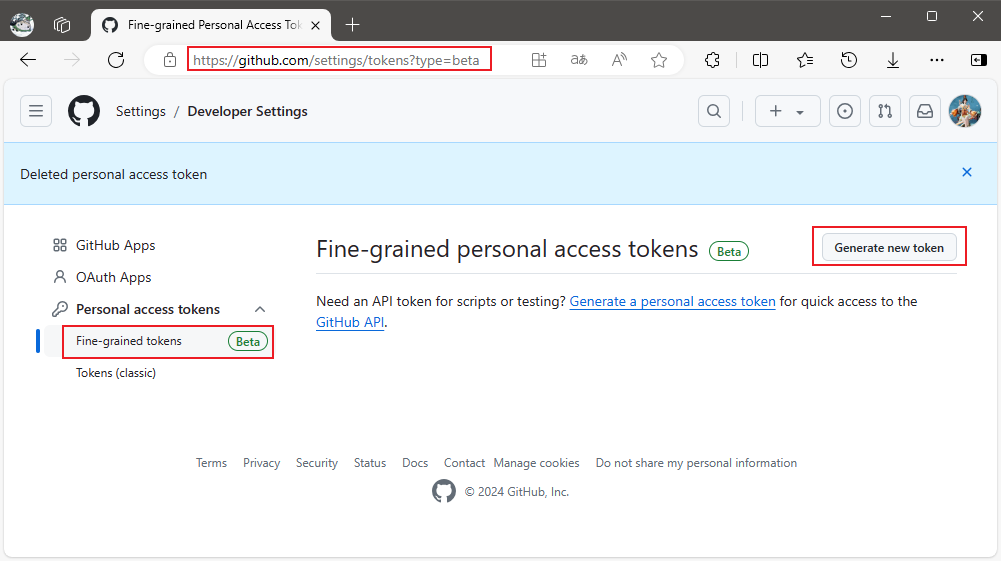 Fine-grained Personal Access Tok
https://github.com/settings/tokens?type=beta
Settings / Developer Settings
Deleted personal access token
GitHub Apps
OAuth Apps
Personal access tokens
Fine-grained tokens Beta
Tokens (classic)
Fine-grained personal access tokens Beta
Generate new token
Need an API token for scripts or testing? Generate a personal access token for quick access to the
GitHub API.
Terms Privacy Security Status Docs Contact Manage cookies Do not share my personal information
© 2024 GitHub, Inc.